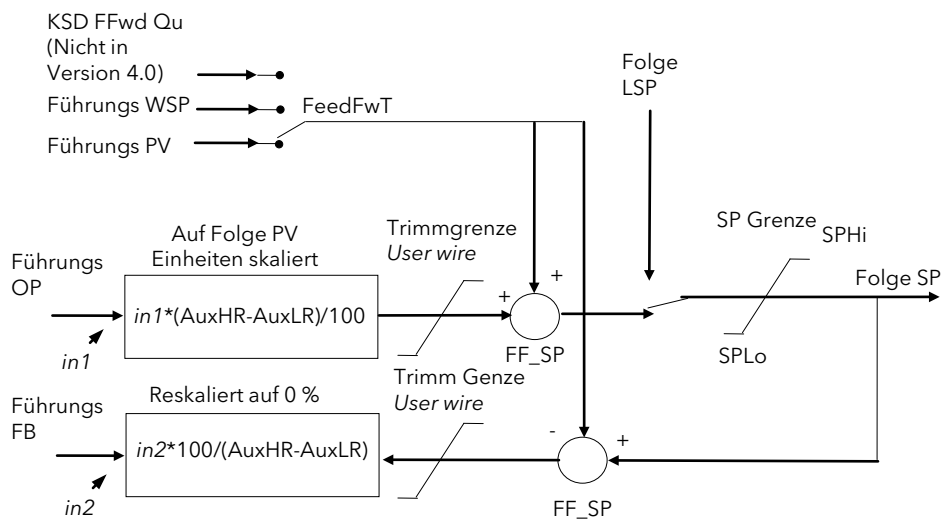 KSD FFwd Qu
(Nicht in
Version 4.0)
Führungs WSP
FeedFwT
Führungs PV
Folge
LSP
Auf Folge PV
Einheiten skaliert
Trimmgrenze
User wire
SP Grenze
SPHi
Führungs
OP
in1*(AuxHR-AuxLR)/100
+
+
Folge SP
in1
FF_SP
SPLo
Führungs
FB
Reskaliert auf 0 %
Trimm Genze
User wire
in2*100/(AuxHR-AuxLR)
-
+
in2
FF_SP